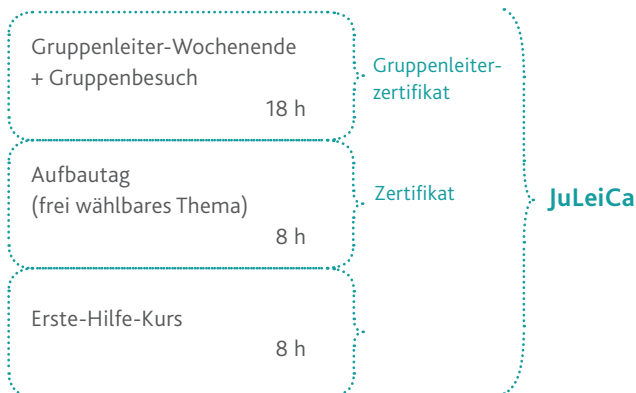 Gruppenleiter-Wochenende
+ Gruppenbesuch
18 h
Gruppenleiter-
zertifikat
Aufbautag
(frei wählbares Thema)
8 h
Zertifikat
JuLeiCa
Erste-Hilfe-Kurs
8 h